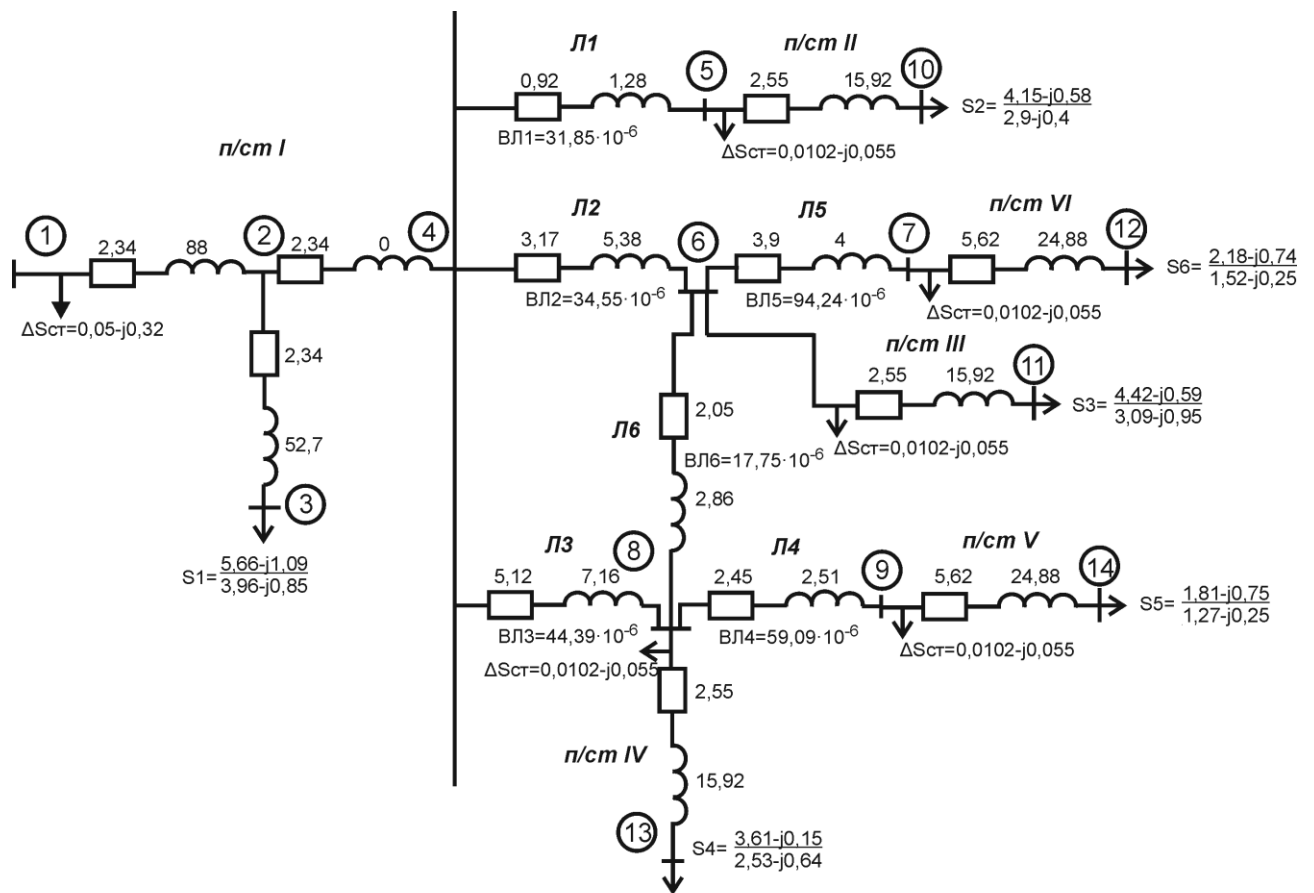 Л1
п/ст II
5
10
0,92
1,28
2,55
15,92
S2= 4,15-j0,58
2,9-j0,4
ВЛ1=31,85·10⁻⁶
ΔSст=0,0102-j0,055
п/ст I
Л2
Л5
п/ст VI
1
2
4
6
7
12
2,34
88
2,34
0
3,17
5,38
3,9
4
5,62
24,88
S6= 2,18-j0,74
1,52-j0,25
ВЛ2=34,55·10⁻⁶
ВЛ5=94,24·10⁻⁶
ΔSст=0,05-j0,32
ΔSст=0,0102-j0,055
п/ст III
2,34
11
2,55
15,92
S3= 4,42-j0,59
3,09-j0,95
2,05
Л6
ВЛ6=17,75·10⁻⁶
ΔSст=0,0102-j0,055
52,7
2,86
3
S1= 5,66-j1,09
3,96-j0,85
Л3
8
Л4
п/ст V
9
14
5,12
7,16
2,45
2,51
5,62
24,88
S5= 1,81-j0,75
1,27-j0,25
ВЛ3=44,39·10⁻⁶
ВЛ4=59,09·10⁻⁶
ΔSст=0,0102-j0,055
ΔSст=0,0102-j0,055
2,55
п/ст IV
15,92
13
S4= 3,61-j0,15
2,53-j0,64